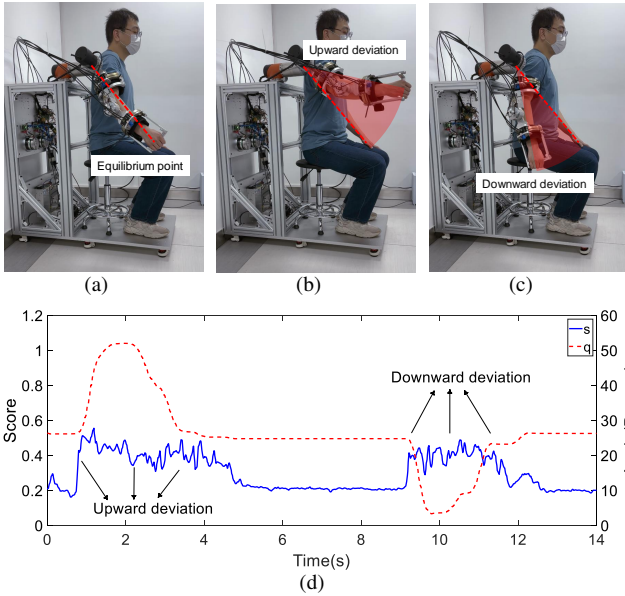 Upward deviation
Equilibrium point
Downward deviation
(a)
(b)
(c)
1.2
1
0.8
0.6
0.4
0.2
0
Score
60
50
40
30
20
10
0
s
q
Downward deviation
Upward deviation
0
2
4
6
8
10
12
14
Time(s)
(d)